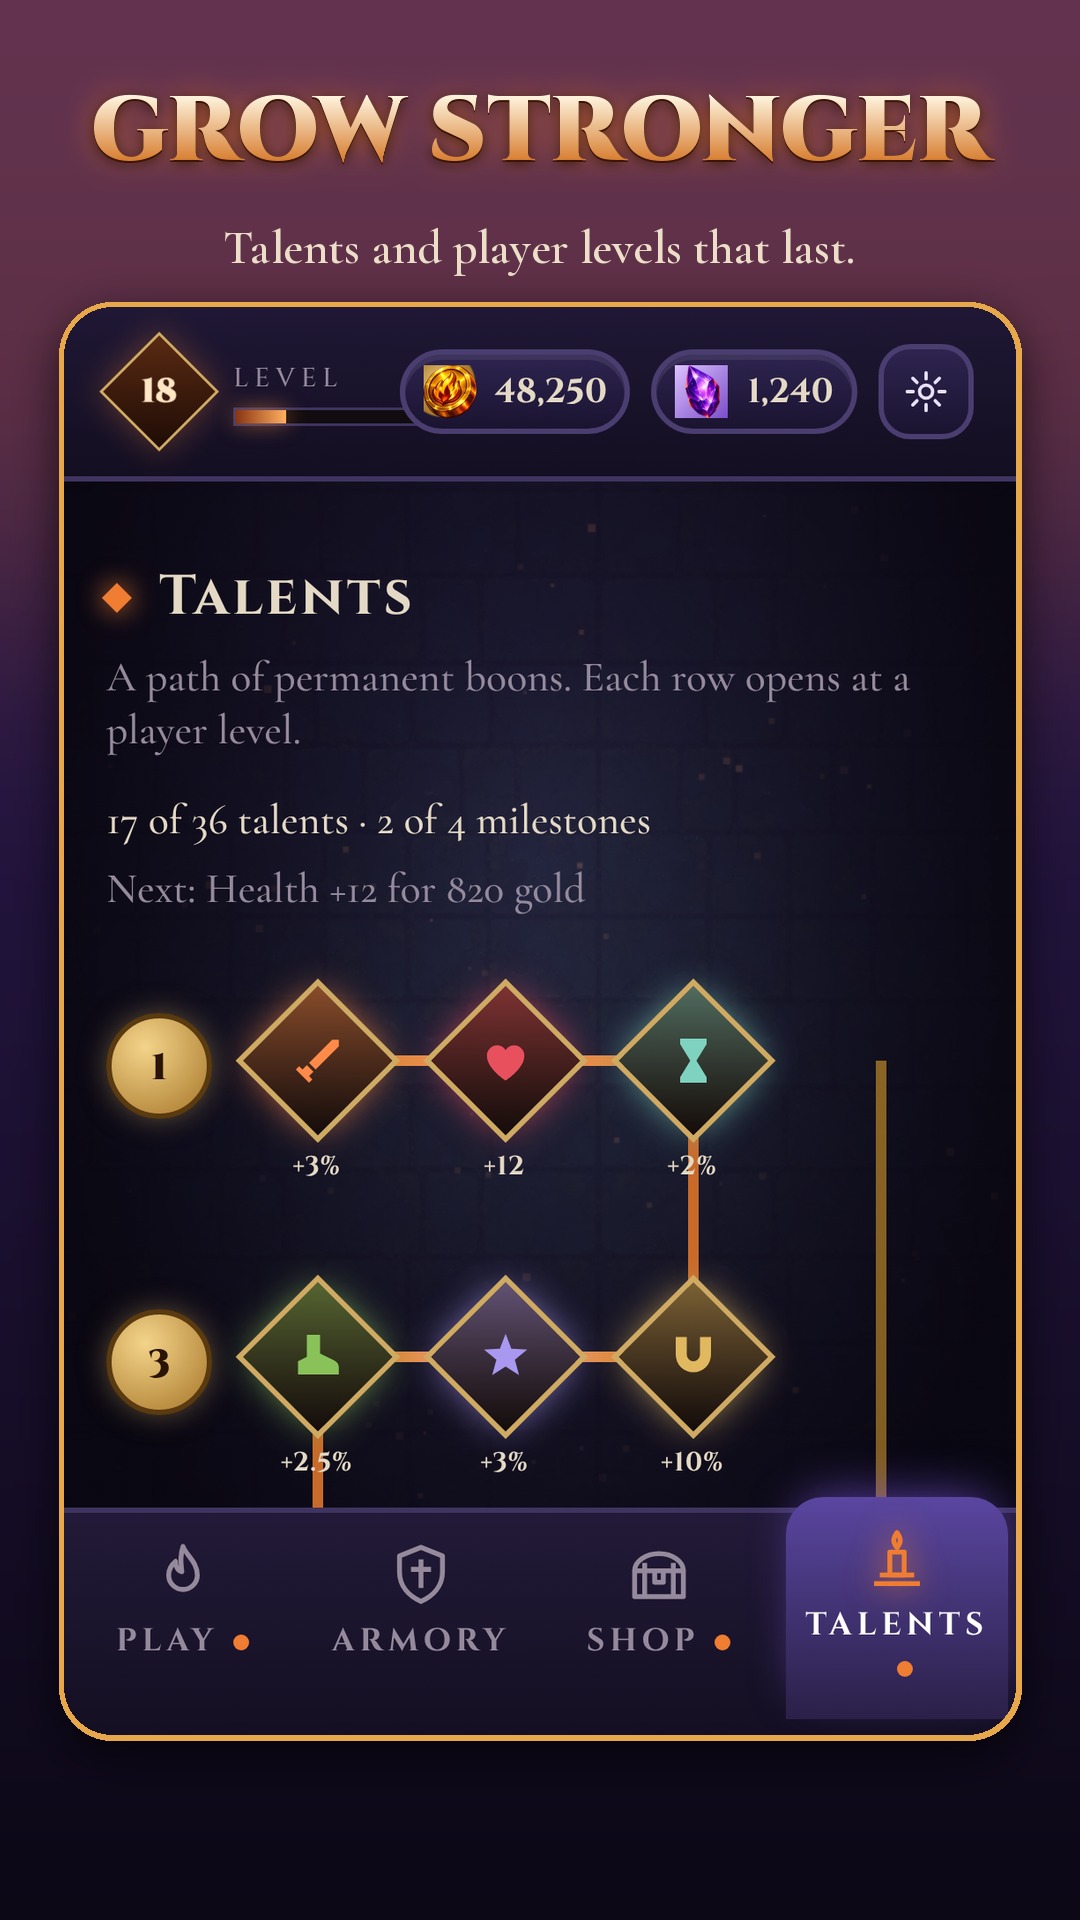 GROW STRONGER
Talents and player levels that last.
18
LEVEL
48,250
1,240
TALENTS
A path of permanent boons. Each row opens at a
player level.
17 of 36 talents · 2 of 4 milestones
Next: Health +12 for 820 gold
1
+3%
+12
+2%
3
+2.5%
+3%
+10%
PLAY
ARMORY
SHOP
TALENTS